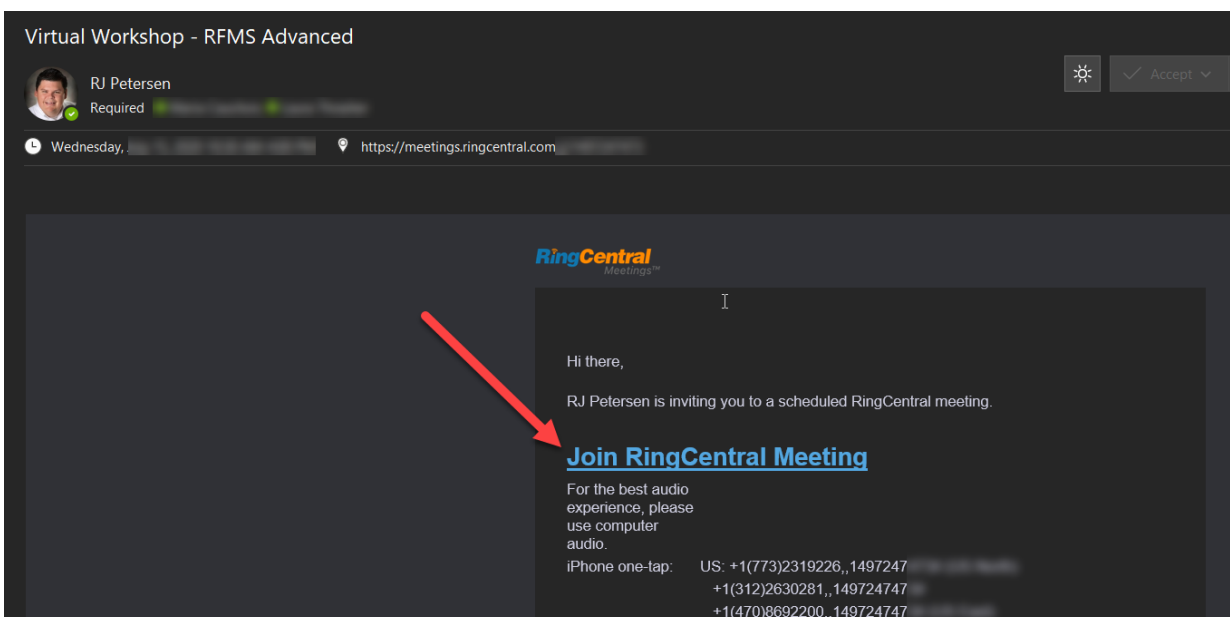 Virtual Workshop - RFMS Advanced
RJ Petersen
Required
Accept
Wednesday,
https://meetings.ringcentral.com
RingCentral
Meetings™
Hi there,
RJ Petersen is inviting you to a scheduled RingCentral meeting.
Join RingCentral Meeting
For the best audio
experience, please
use computer
audio.
iPhone one-tap: US: +1(773)2319226,,1497247
+1(312)2630281,,149724747
+1(470)8692200,,149724747